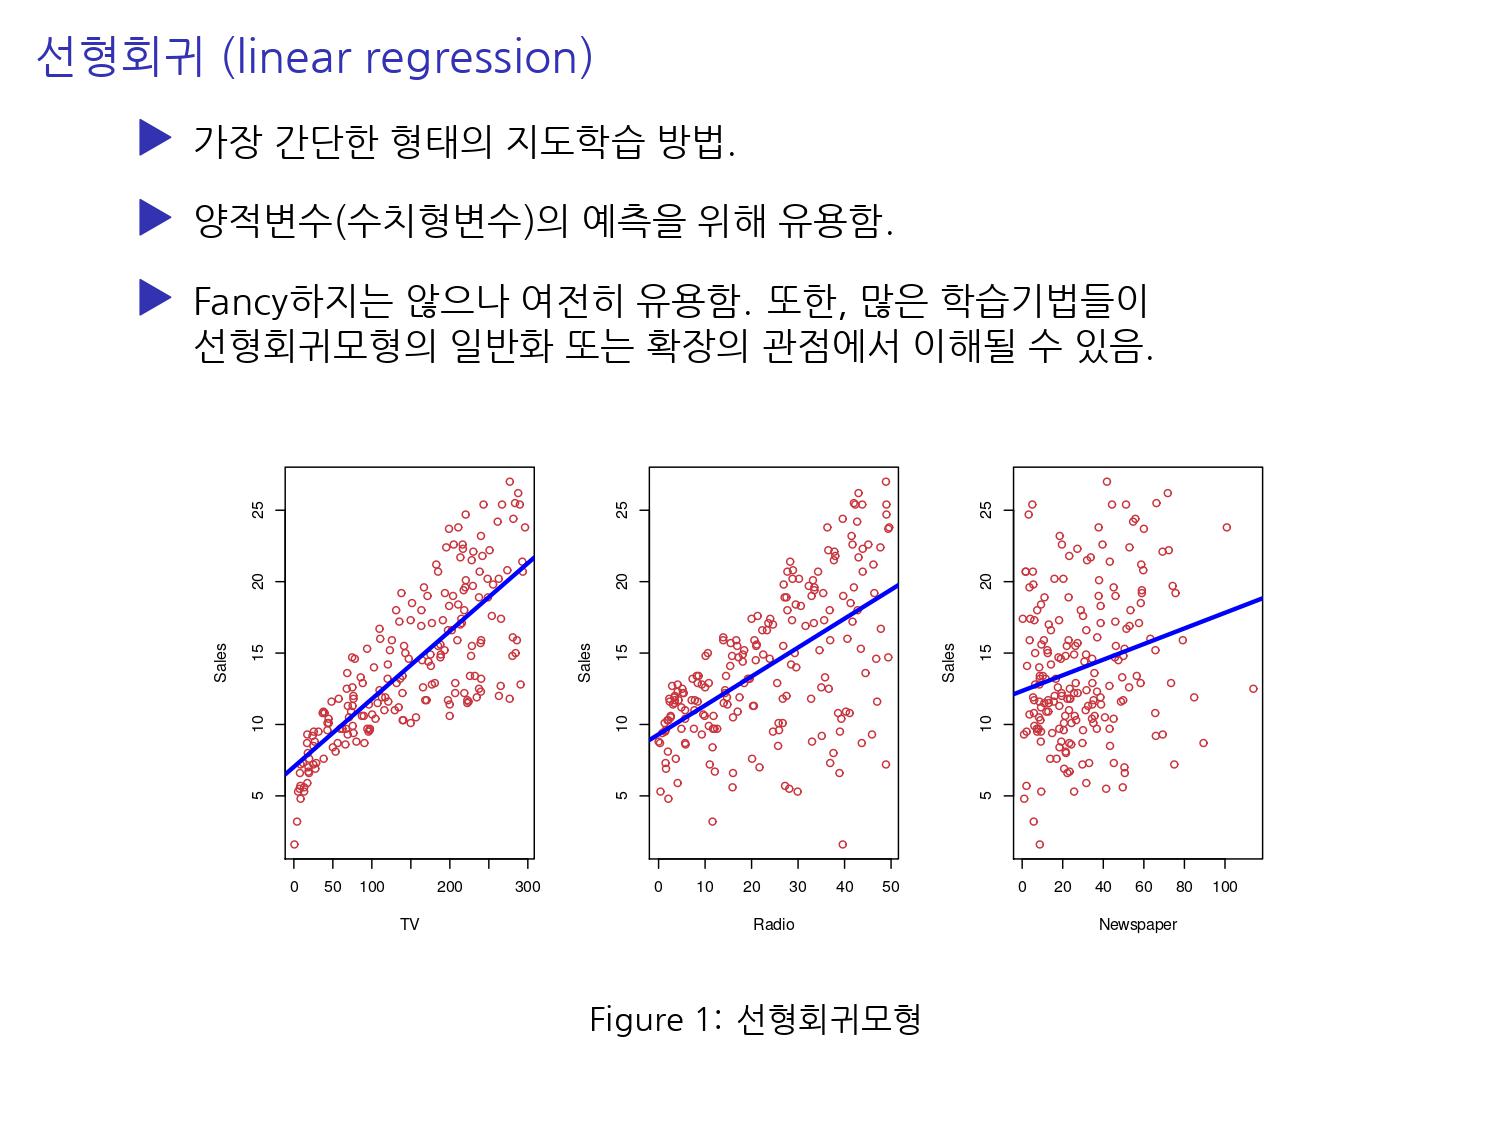 선형회귀 (linear regression)
▶ 가장 간단한 형태의 지도학습 방법.
▶ 양적변수(수치형변수)의 예측을 위해 유용함.
▶ Fancy하지는 않으나 여전히 유용함. 또한, 많은 학습기법들이
선형회귀모형의 일반화 또는 확장의 관점에서 이해될 수 있음.
25
20
15
10
5
Sales
0 50 100 200 300
TV
25
20
15
10
5
Sales
0 10 20 30 40 50
Radio
25
20
15
10
5
Sales
0 20 40 60 80 100
Newspaper
Figure 1: 선형회귀모형